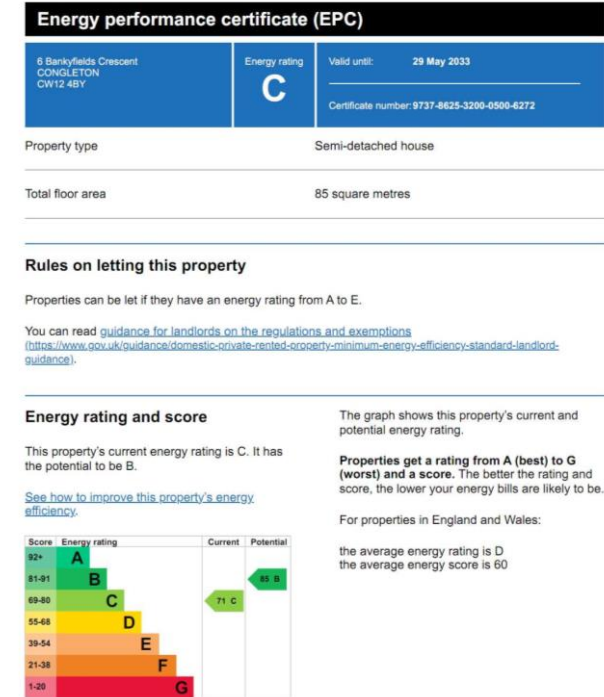 Energy performance certificate (EPC)
6 Bankyfields Crescent
CONGLETON
CW12 4BY
Energy rating
C
Valid until: 29 May 2033
Certificate number: 9737-8625-3200-0500-6272
Property type Semi-detached house
Total floor area 85 square metres
Rules on letting this property
Properties can be let if they have an energy rating from A to E.
You can read guidance for landlords on the regulations and exemptions
(https://www.gov.uk/guidance/domestic-private-rented-property-minimum-energy-efficiency-standard-landlord-
guidance).
Energy rating and score
This property's current energy rating is C. It has
the potential to be B.
See how to improve this property's energy
efficiency.
Score Energy rating Current Potential
92+ A
81-91 B 85 B
69-80 C 71 C
55-68 D
39-54 E
21-38 F
1-20 G
The graph shows this property's current and
potential energy rating.
Properties get a rating from A (best) to G
(worst) and a score. The better the rating and
score, the lower your energy bills are likely to be.
For properties in England and Wales:
the average energy rating is D
the average energy score is 60